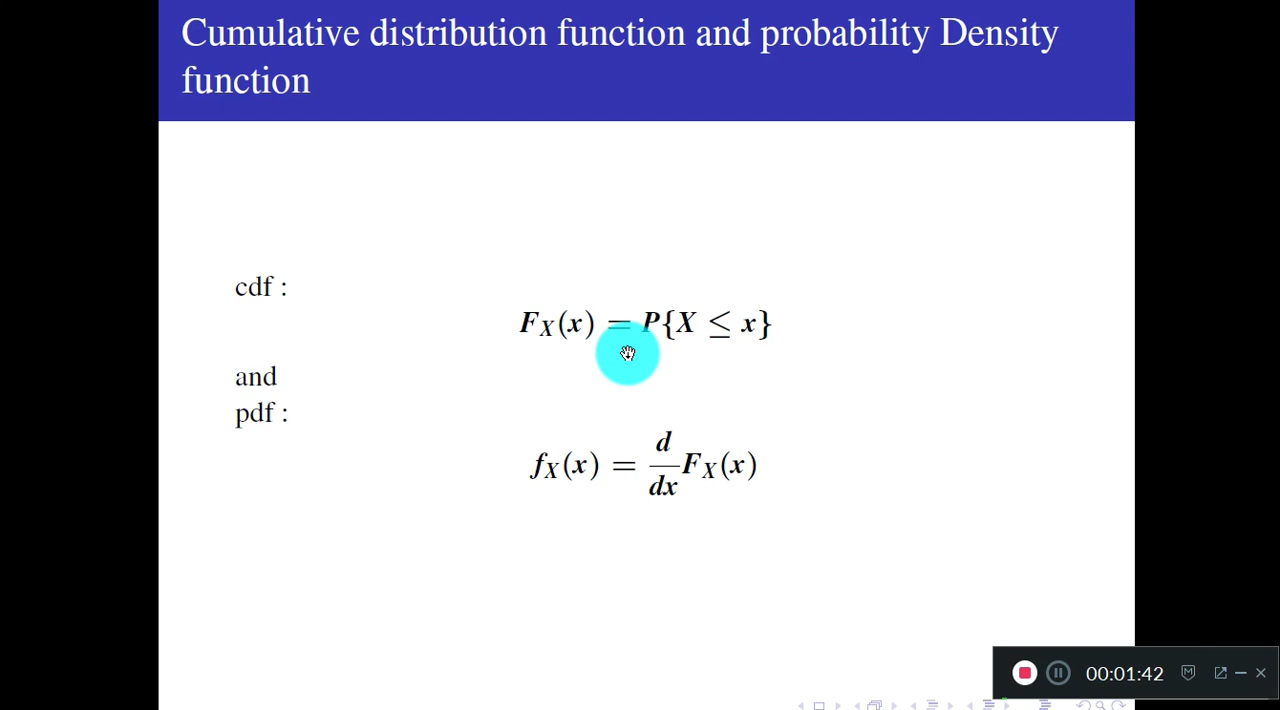 Cumulative distribution function and probability Density
function
cdf :
F_X(x) = P{X ≤ x}
and
pdf :
f_X(x) = d/dx F_X(x)
00:01:42